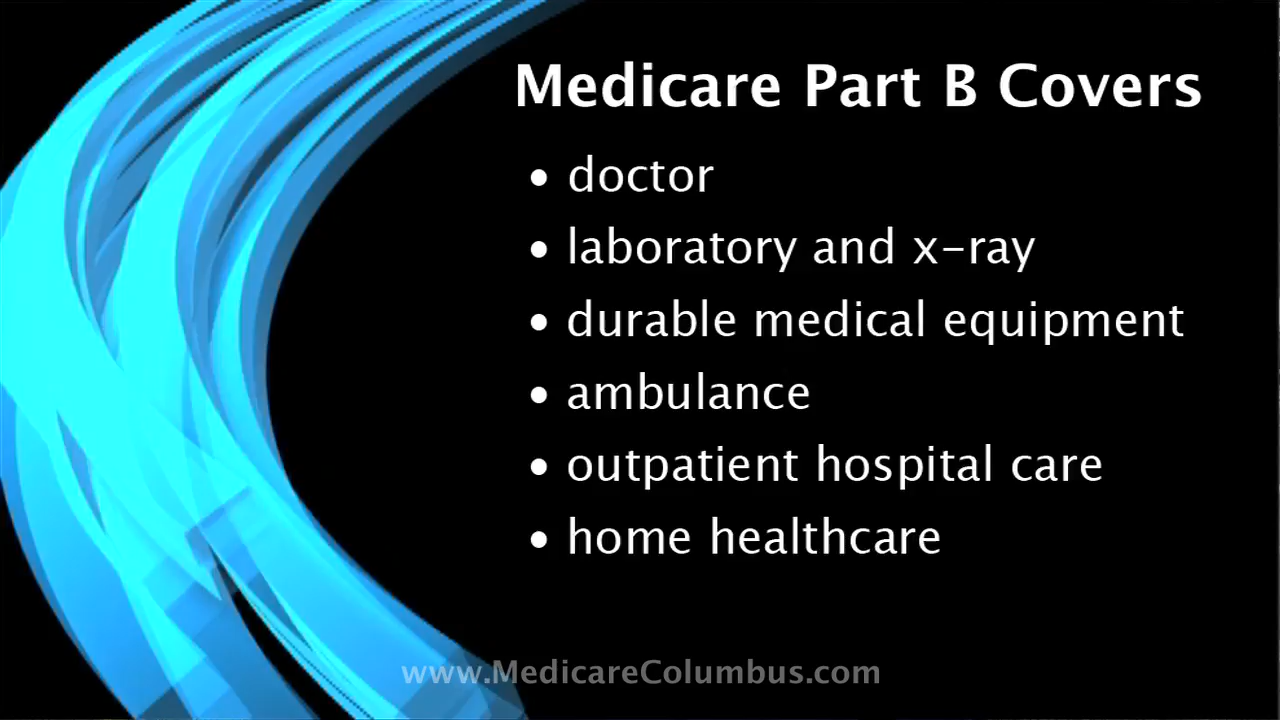 Medicare Part B Covers
• doctor
• laboratory and x-ray
• durable medical equipment
• ambulance
• outpatient hospital care
• home healthcare
www.MedicareColumbus.com